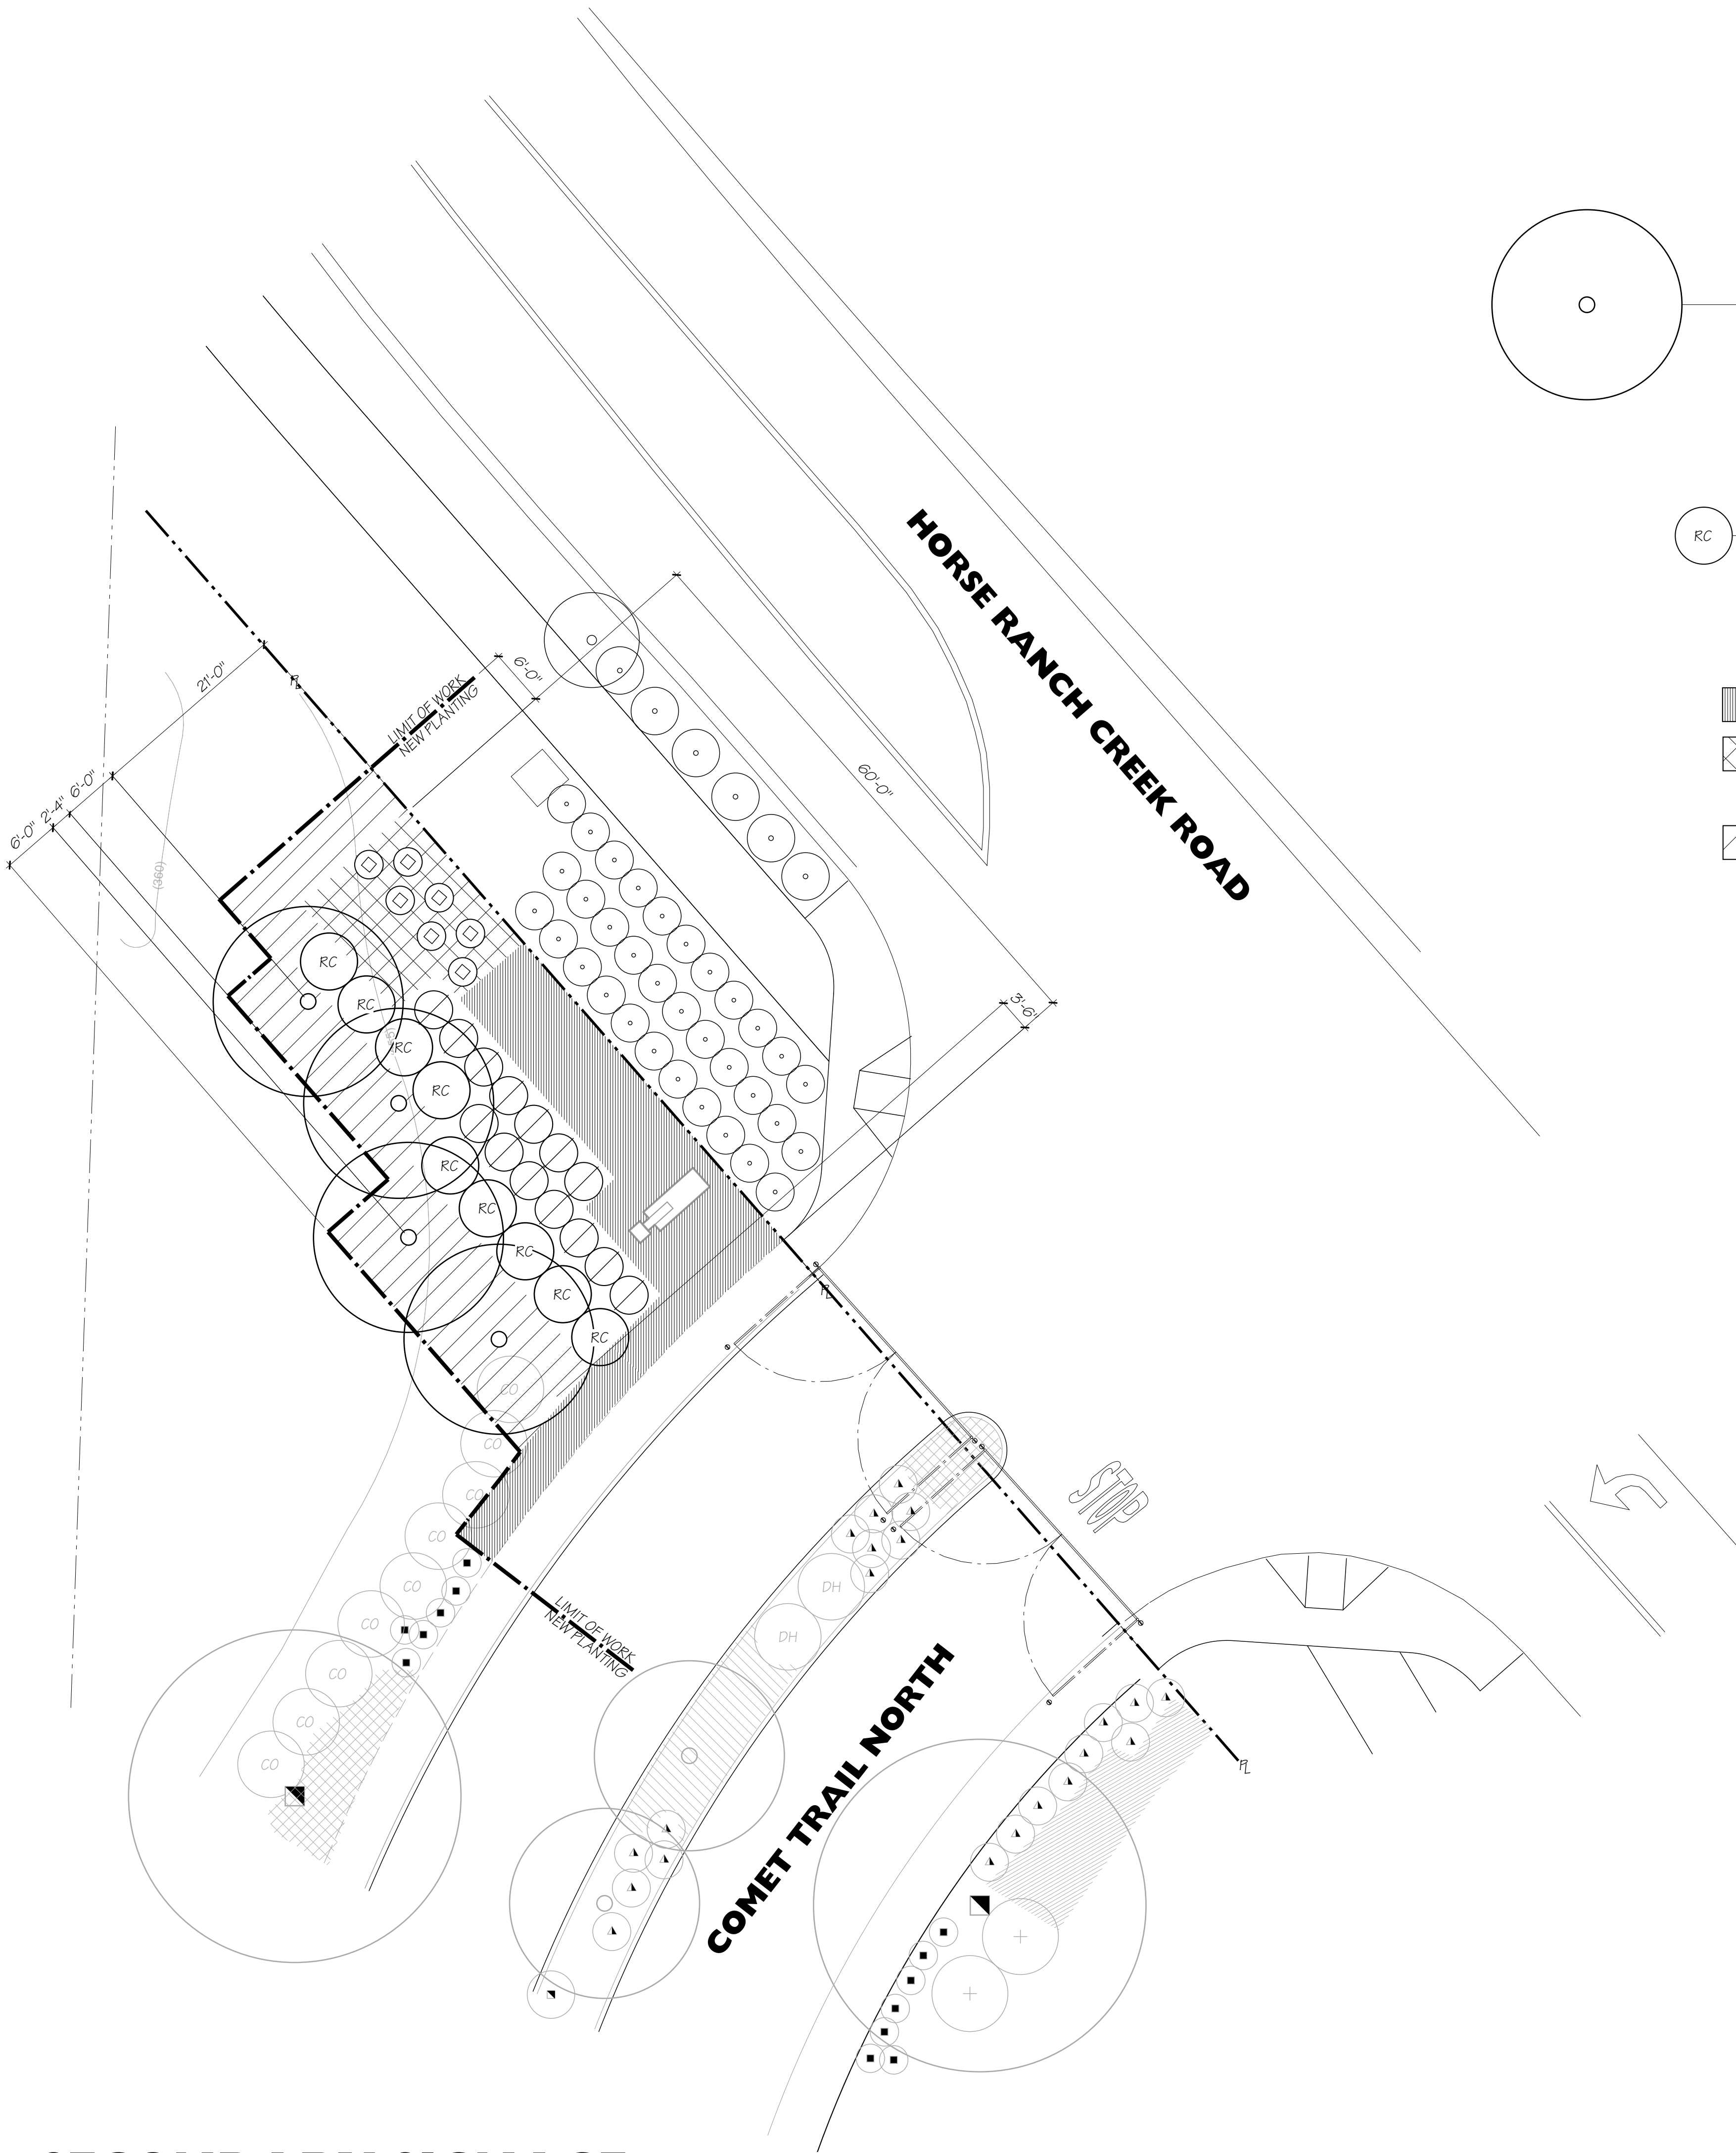 RC
HORSE RANCH CREEK ROAD
6'-0"
21'-0"
PL
LIMIT OF WORK
NEW PLANTING
60'-0"
6'-0"
2'-4"
6'-0"
(360)
RC
RC
RC
RC
3'-6"
RC
RC
RC
RC
RC
PL
CO
CO
CO
STOP
CO
CO
CO
DH
DH
LIMIT OF WORK
NEW PLANTING
CO
CO
CO
COMET TRAIL NORTH
PL